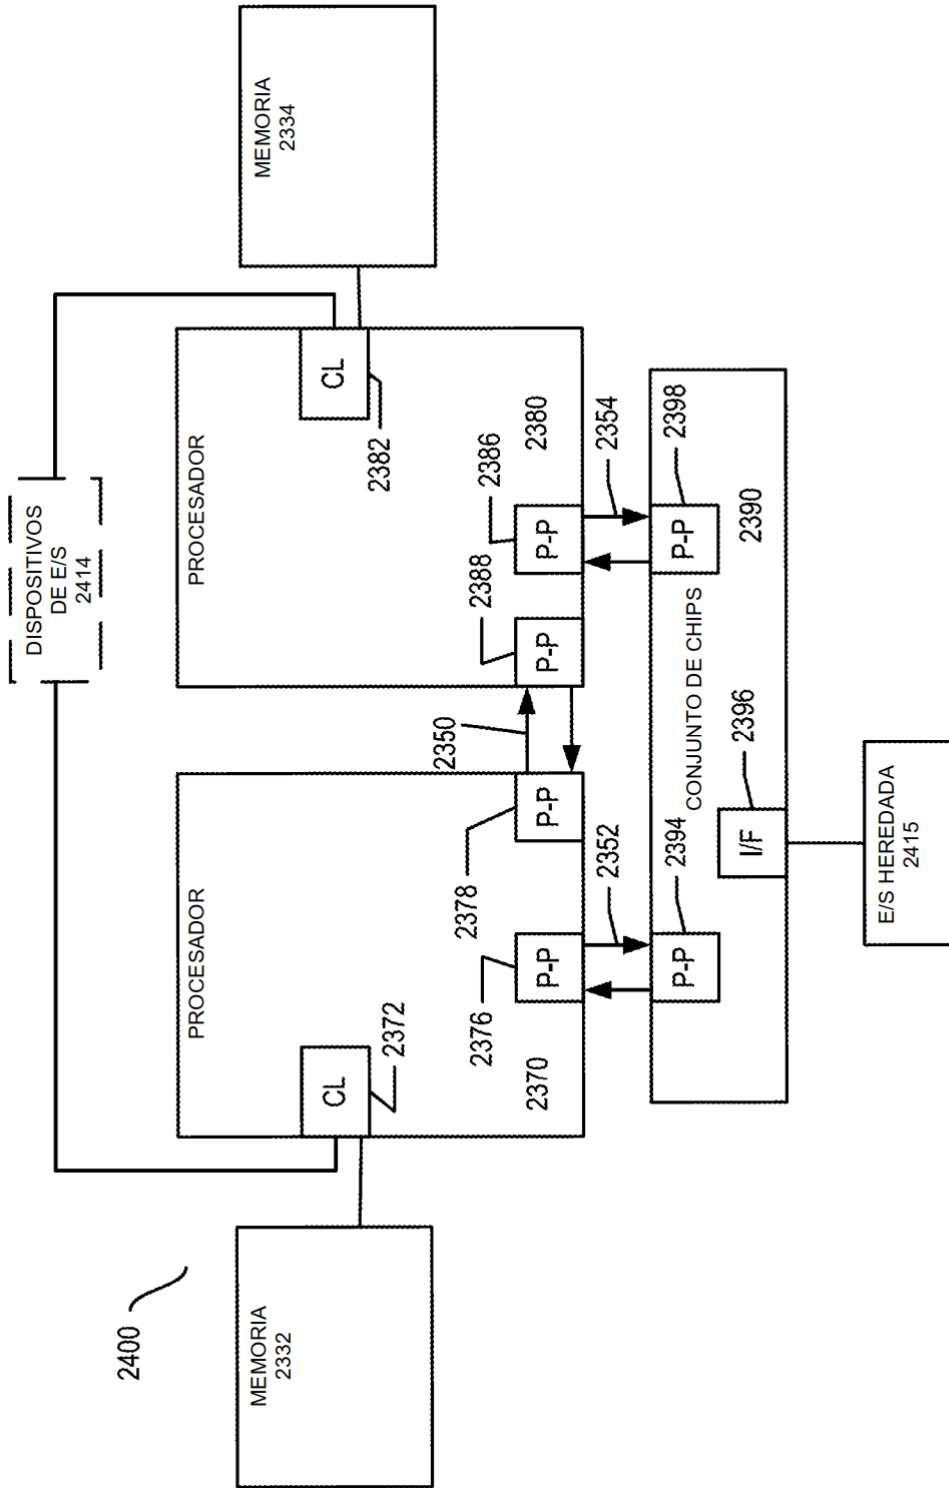 2400
DISPOSITIVOS
DE E/S
2414
MEMORIA
2332
PROCESADOR
CL
2372
2370
2376
P-P
2378
P-P
2350
PROCESADOR
CL
2382
2380
2388
P-P
2386
P-P
MEMORIA
2334
2352
2354
2394
P-P
CONJUNTO DE CHIPS
2390
2398
P-P
I/F
2396
E/S HEREDADA
2415